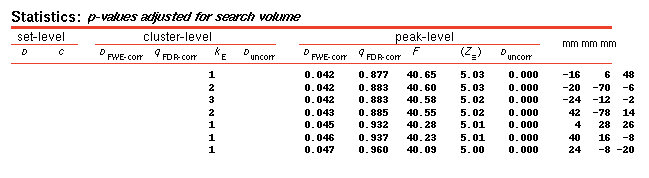 Statistics: p-values adjusted for search volume
set-level cluster-level peak-level mm mm mm
p c p FWE-corr q FDR-corr k E p uncorr p FWE-corr q FDR-corr F (Z≡) p uncorr
1 0.042 0.877 40.65 5.03 0.000 -16 6 48
2 0.042 0.883 40.60 5.03 0.000 -20 -70 -6
3 0.042 0.883 40.58 5.02 0.000 -24 -12 -2
2 0.043 0.885 40.55 5.02 0.000 42 -78 14
1 0.045 0.932 40.28 5.01 0.000 4 28 26
1 0.046 0.937 40.23 5.01 0.000 40 16 -8
1 0.047 0.960 40.09 5.00 0.000 24 -8 -20